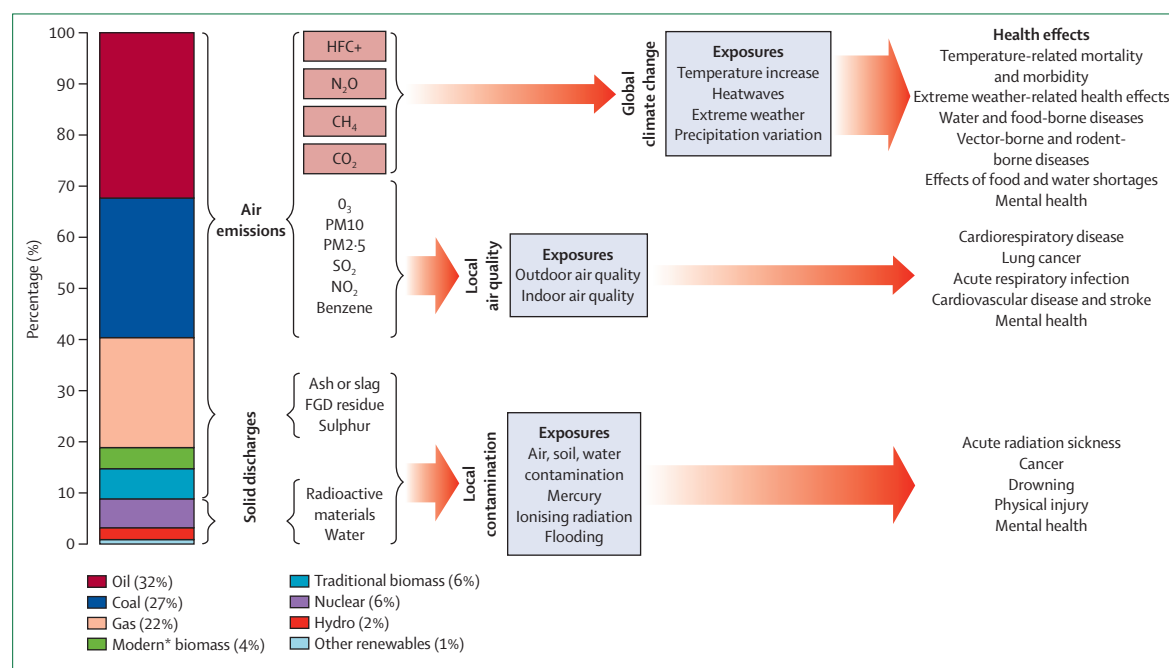 Percentage (%)
100
90
80
70
60
50
40
30
20
10
0
Air
emissions
Solid discharges
HFC+
N₂O
CH₄
CO₂
O₃
PM10
PM2·5
SO₂
NO₂
Benzene
Ash or slag
FGD residue
Sulphur
Radioactive
materials
Water
Global
climate change
Exposures
Temperature increase
Heatwaves
Extreme weather
Precipitation variation
Health effects
Temperature-related mortality
and morbidity
Extreme weather-related health effects
Water and food-borne diseases
Vector-borne and rodent-
borne diseases
Effects of food and water shortages
Mental health
Local
air quality
Exposures
Outdoor air quality
Indoor air quality
Cardiorespiratory disease
Lung cancer
Acute respiratory infection
Cardiovascular disease and stroke
Mental health
Local
contamination
Exposures
Air, soil, water
contamination
Mercury
Ionising radiation
Flooding
Acute radiation sickness
Cancer
Drowning
Physical injury
Mental health
Oil (32%)
Coal (27%)
Gas (22%)
Modern* biomass (4%)
Traditional biomass (6%)
Nuclear (6%)
Hydro (2%)
Other renewables (1%)